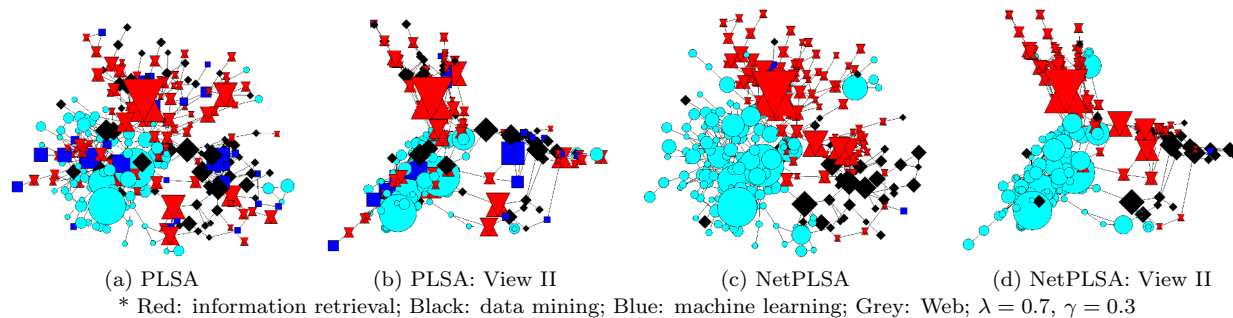 (a) PLSA (b) PLSA: View II (c) NetPLSA (d) NetPLSA: View II
* Red: information retrieval; Black: data mining; Blue: machine learning; Grey: Web; λ = 0.7, γ = 0.3